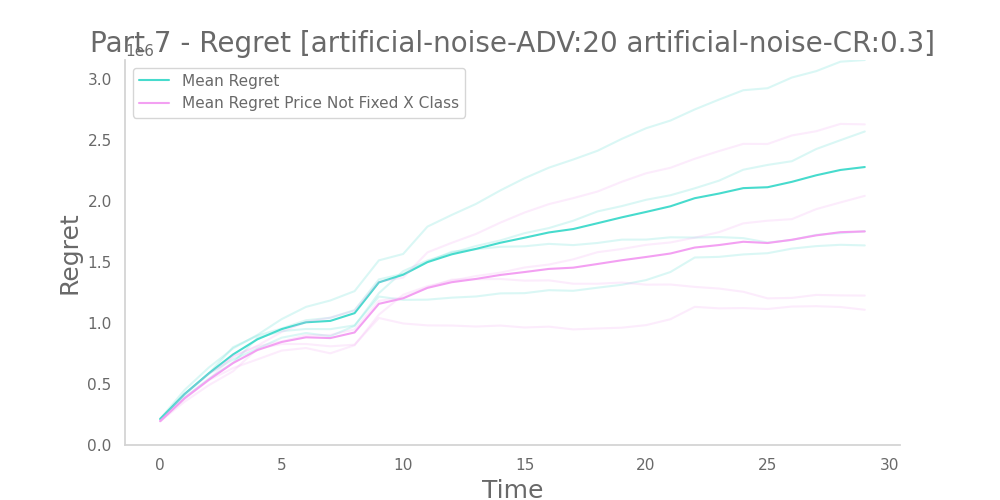 Part 7 - Regret [artificial-noise-ADV:20 artificial-noise-CR:0.3]
1e6
Mean Regret
Mean Regret Price Not Fixed X Class
3.0
2.5
2.0
1.5
1.0
0.5
0.0
Regret
0 5 10 15 20 25 30
Time